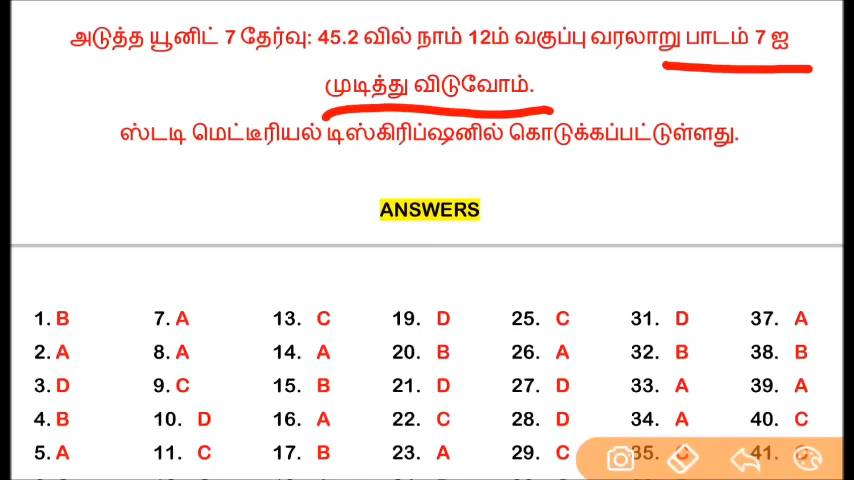 அடுத்த யூனிட் 7 தேர்வு: 45.2 வில் நாம் 12ம் வகுப்பு வரலாறு பாடம் 7 ஐ
முடித்து விடுவோம்.
ஸ்டடி மெட்டீரியல் டிஸ்கிரிப்ஷனில் கொடுக்கப்பட்டுள்ளது.
ANSWERS
1. B 7. A 13. C 19. D 25. C 31. D 37. A
2. A 8. A 14. A 20. B 26. A 32. B 38. B
3. D 9. C 15. B 21. D 27. D 33. A 39. A
4. B 10. D 16. A 22. C 28. D 34. A 40. C
5. A 11. C 17. B 23. A 29. C 35. C 41.